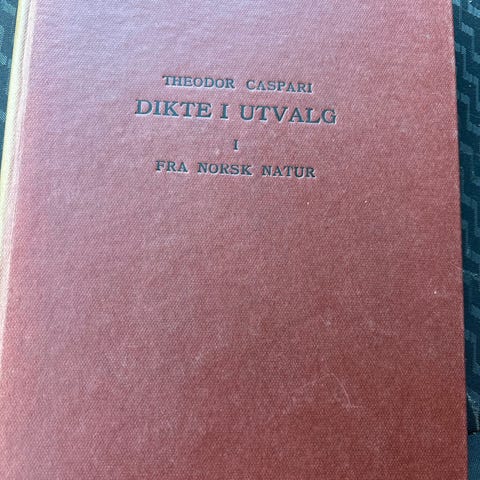 THEODOR CASPARI
DIKTE I UTVALG
I
FRA NORSK NATUR